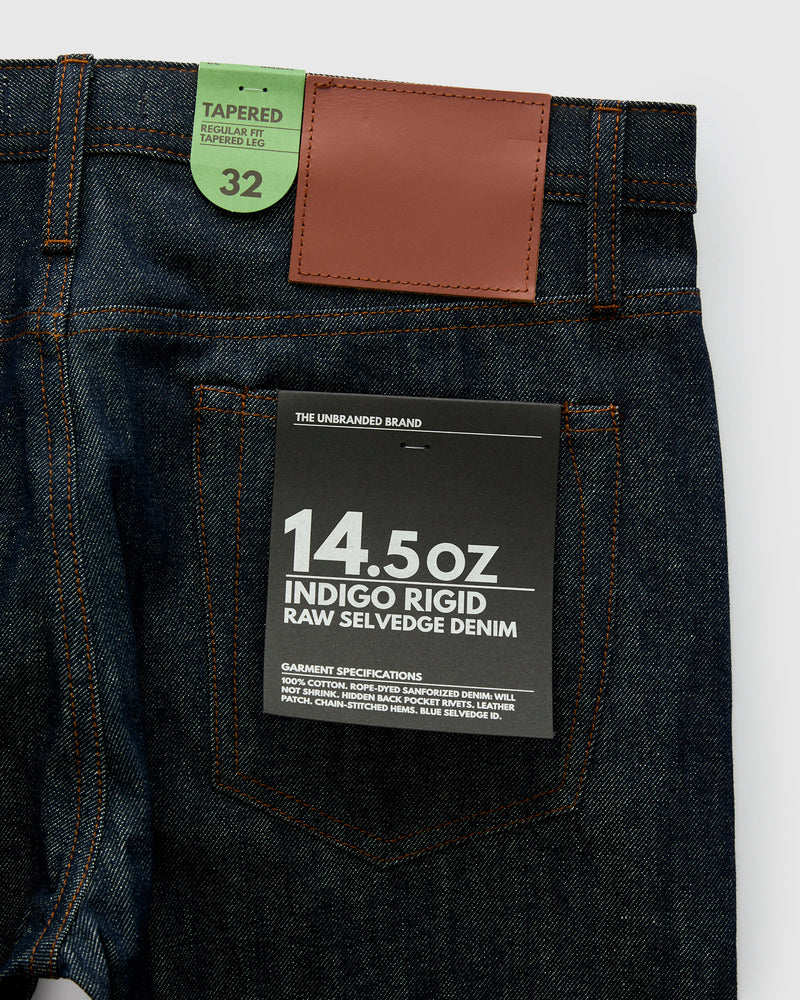 TAPERED
REGULAR FIT
TAPERED LEG
32
THE UNBRANDED BRAND
14.5 OZ
INDIGO RIGID
RAW SELVEDGE DENIM
GARMENT SPECIFICATIONS
100% COTTON. ROPE-DYED SANFORIZED DENIM: WILL
NOT SHRINK. HIDDEN BACK POCKET RIVETS. LEATHER
PATCH. CHAIN-STITCHED HEMS. BLUE SELVEDGE ID.